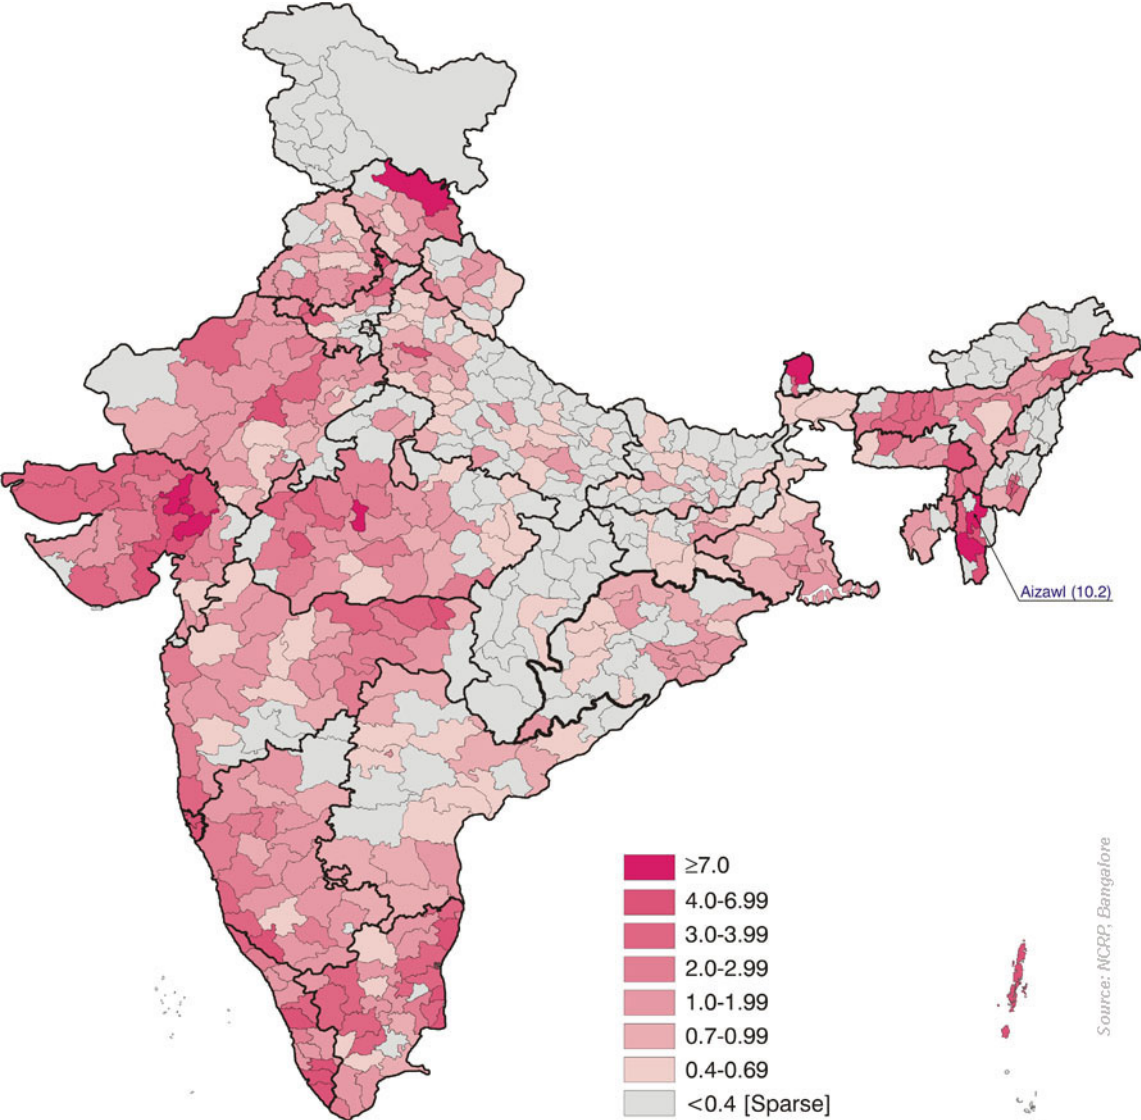 Aizawl (10.2)
≥7.0
4.0-6.99
3.0-3.99
2.0-2.99
1.0-1.99
0.7-0.99
0.4-0.69
<0.4 [Sparse]
Source: NCRP, Bangalore